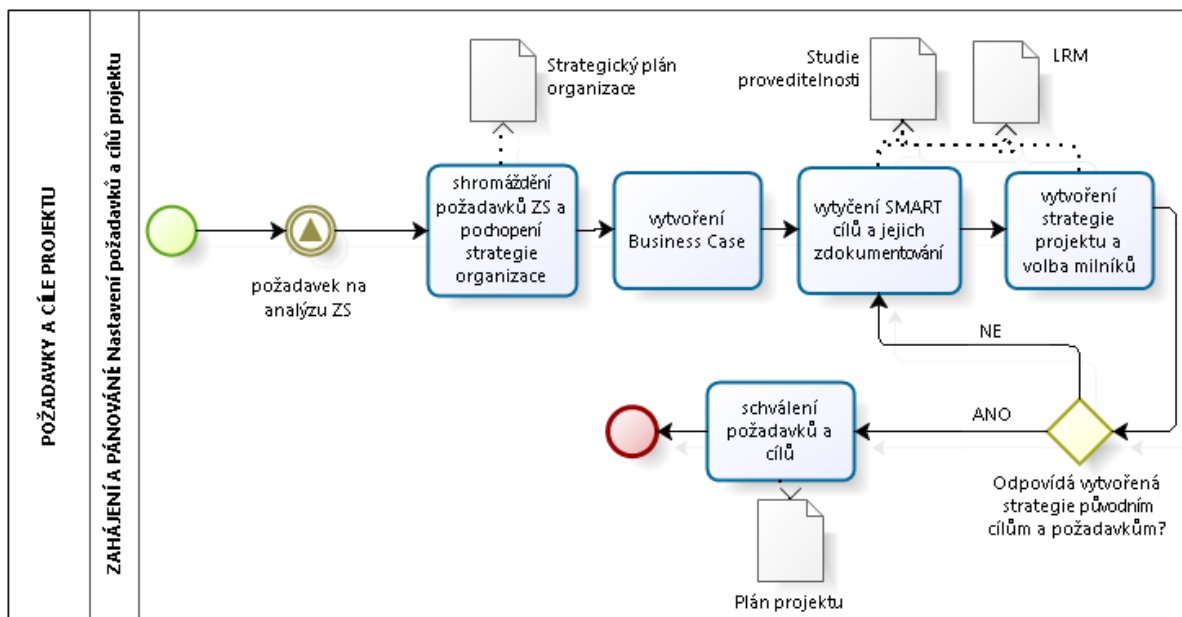 POŽADAVKY A CÍLE PROJEKTU
ZAHÁJENÍ A PÁNOVÁNÉ: Nastavení požadavků a cílů projektu
Strategický plán
organizace
Studie
proveditelnosti
LRM
požadavek na
analýzu ZS
shromáždění
požadavků ZS a
podhopení
strategie
organizace
vytvoření
Business Case
vytyčení SMART
cílů a jejich
zdokumentování
vytvoření
strategie
projektu a
volba milníků
NE
ANO
schválení
požadavků a
cílů
Odpovídá vytvořená
strategie původním
cílům a požadavkům?
Plán projektu